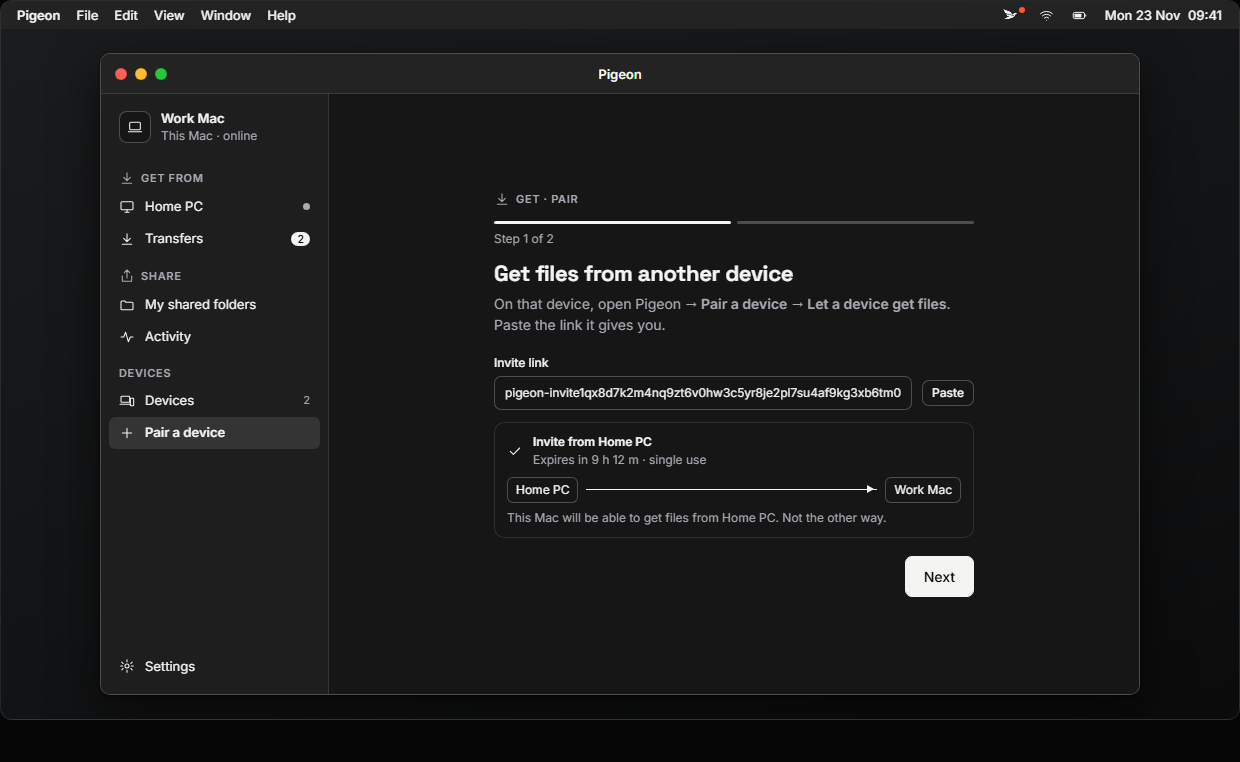 Pigeon File Edit View Window Help Mon 23 Nov 09:41
Pigeon
Work Mac
This Mac · online
GET FROM
Home PC
Transfers 2
SHARE
My shared folders
Activity
DEVICES
Devices 2
Pair a device
Settings
GET · PAIR
Step 1 of 2
Get files from another device
On that device, open Pigeon → Pair a device → Let a device get files.
Paste the link it gives you.
Invite link
pigeon-invite1qx8d7k2m4nq9zt6v0hw3c5yr8je2pl7su4af9kg3xb6tm0 Paste
Invite from Home PC
Expires in 9 h 12 m · single use
Home PC Work Mac
This Mac will be able to get files from Home PC. Not the other way.
Next